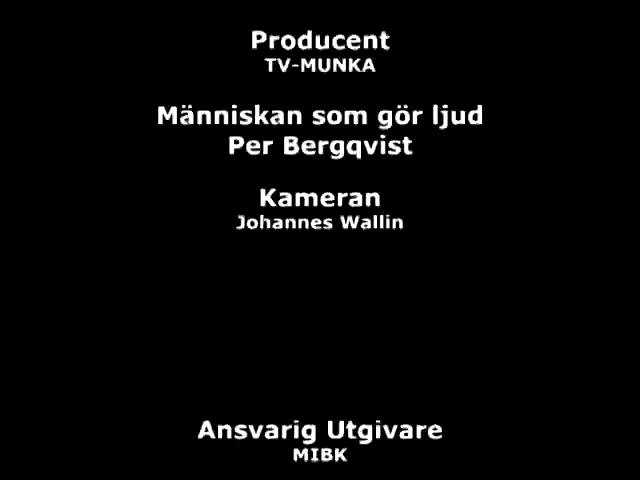 Producent
TV-MUNKA
Människan som gör ljud
Per Bergqvist
Kameran
Johannes Wallin
Ansvarig Utgivare
MIBK